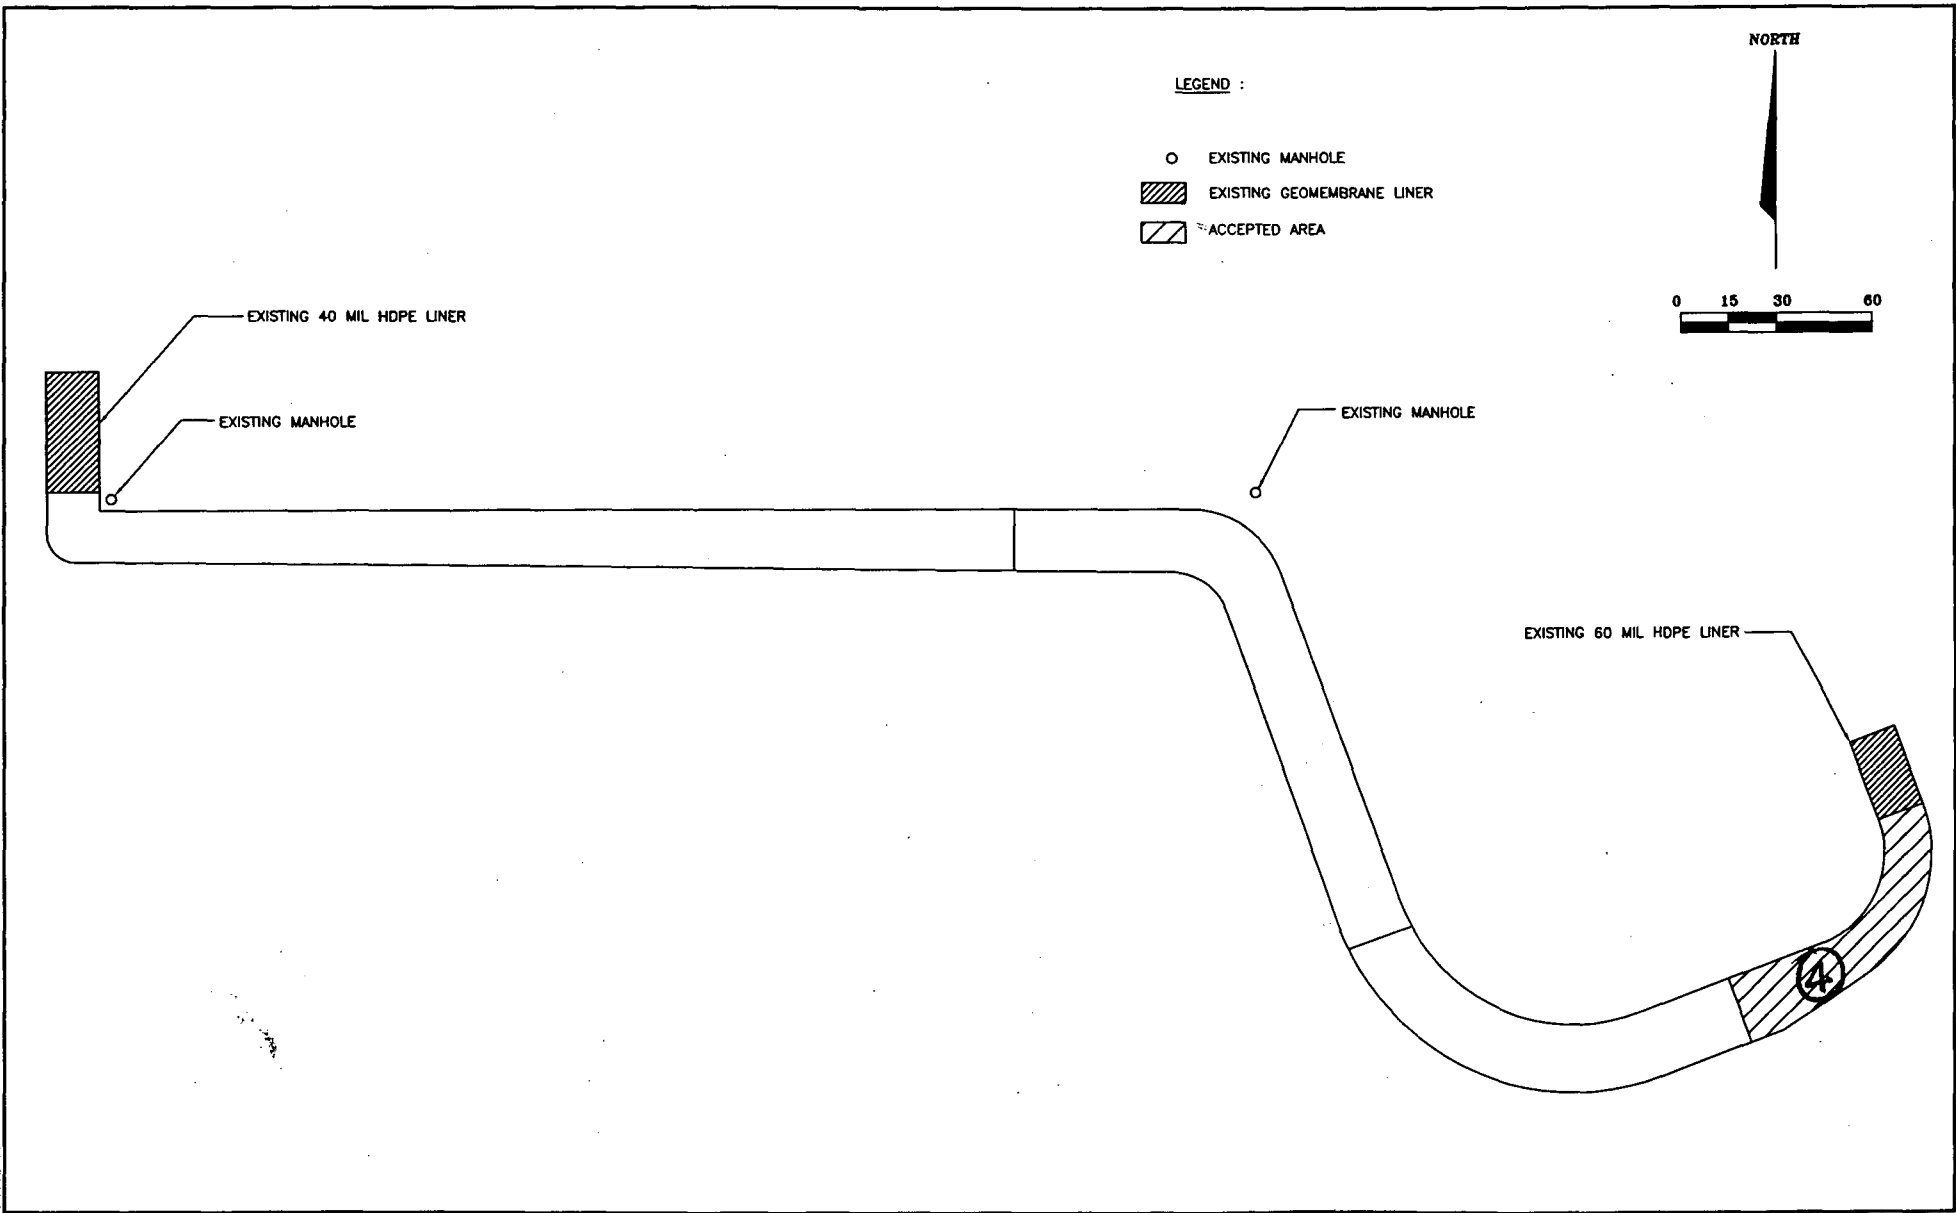 NORTH
LEGEND :
EXISTING MANHOLE
EXISTING GEOMEMBRANE LINER
ACCEPTED AREA
0 15 30 60
EXISTING 40 MIL HDPE LINER
EXISTING MANHOLE
EXISTING MANHOLE
EXISTING 60 MIL HDPE LINER
4